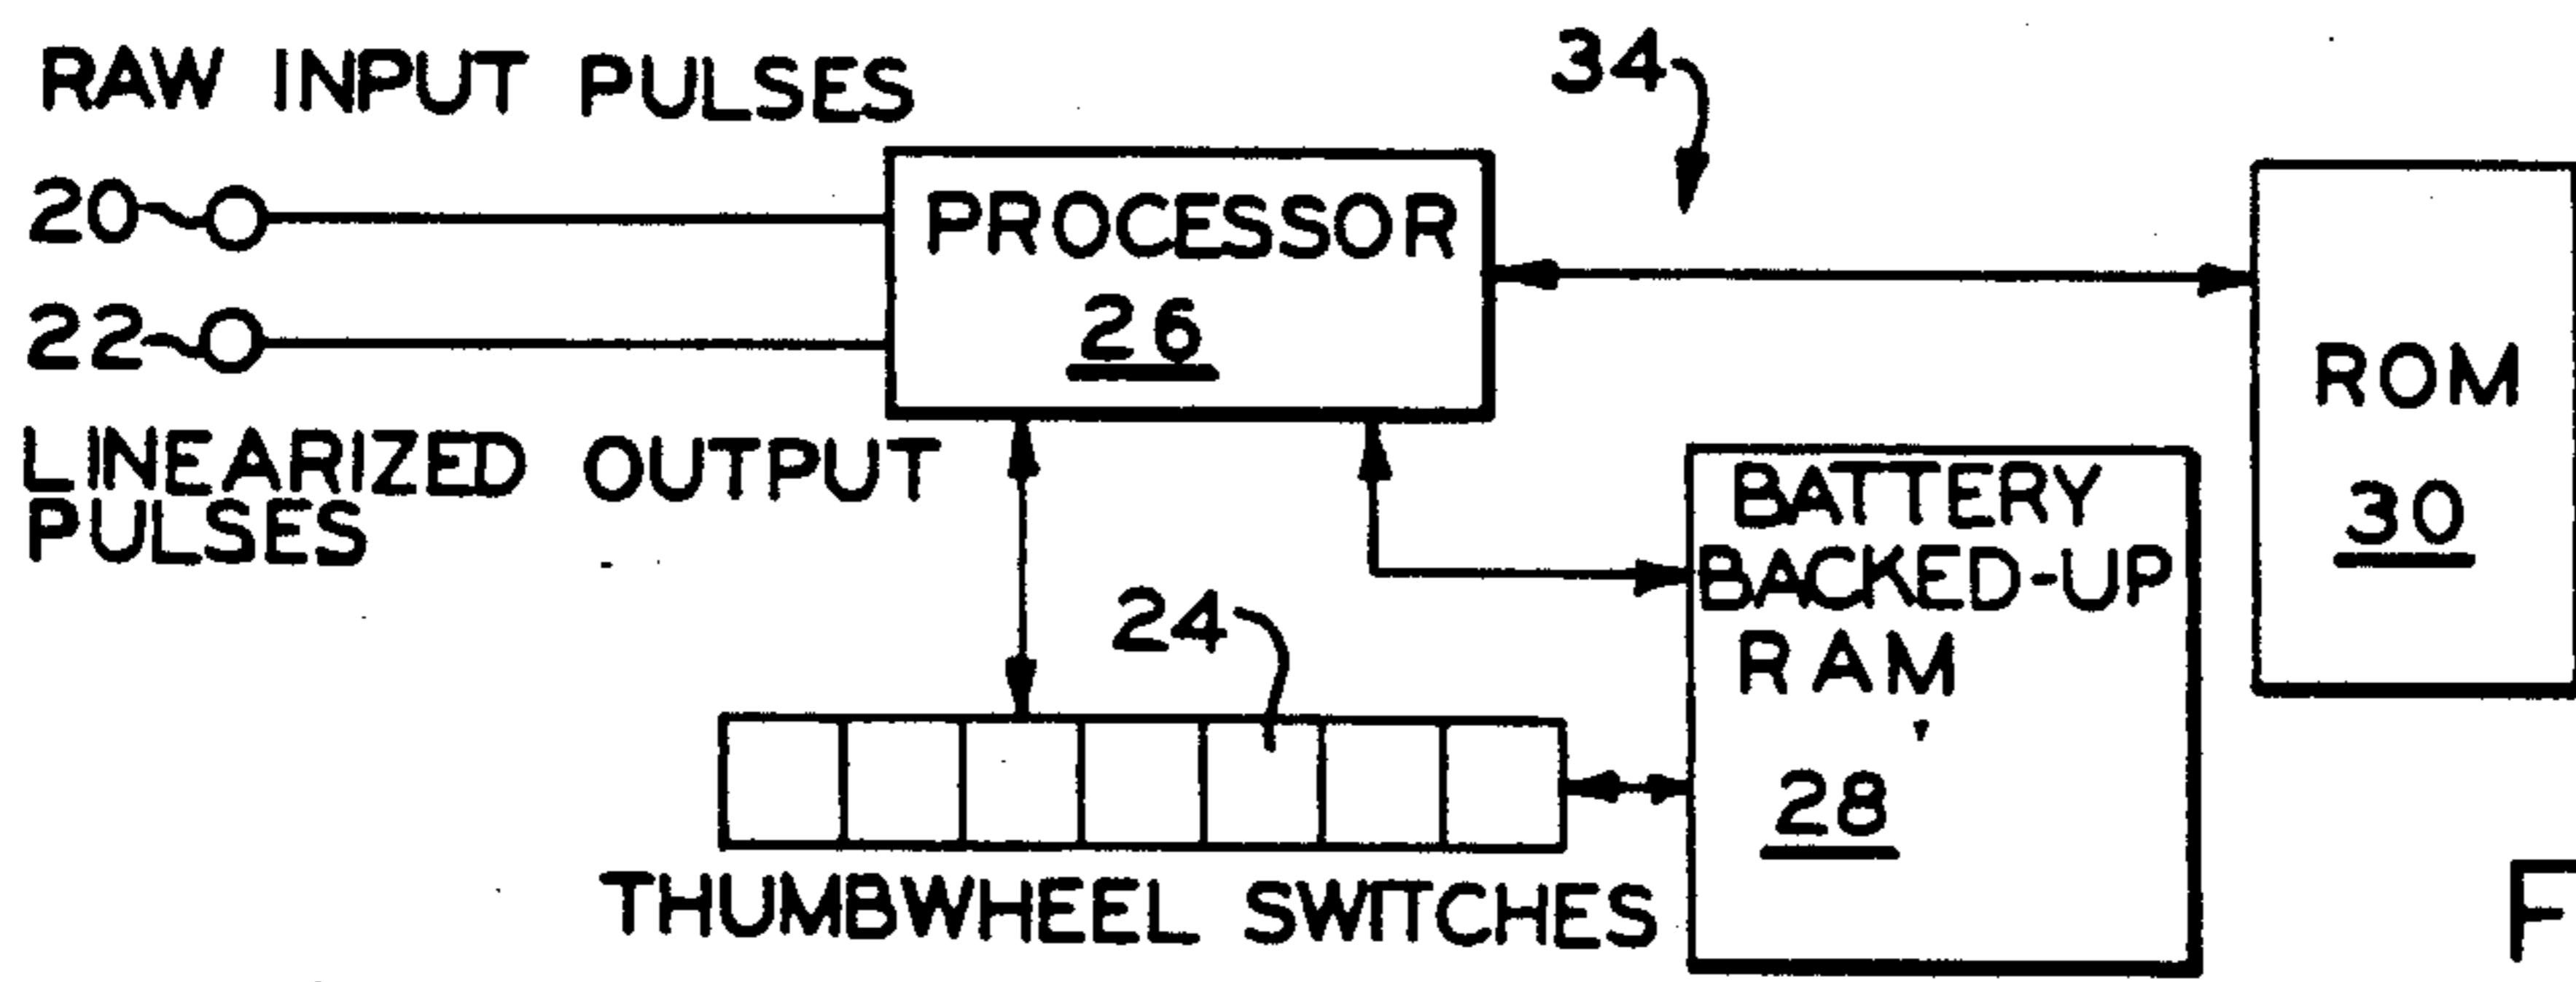 RAW INPUT PULSES
34
20
PROCESSOR
26
22
LINEARIZED OUTPUT
PULSES
ROM
30
BATTERY
BACKED-UP
RAM
28
24
THUMBWHEEL SWITCHES
F